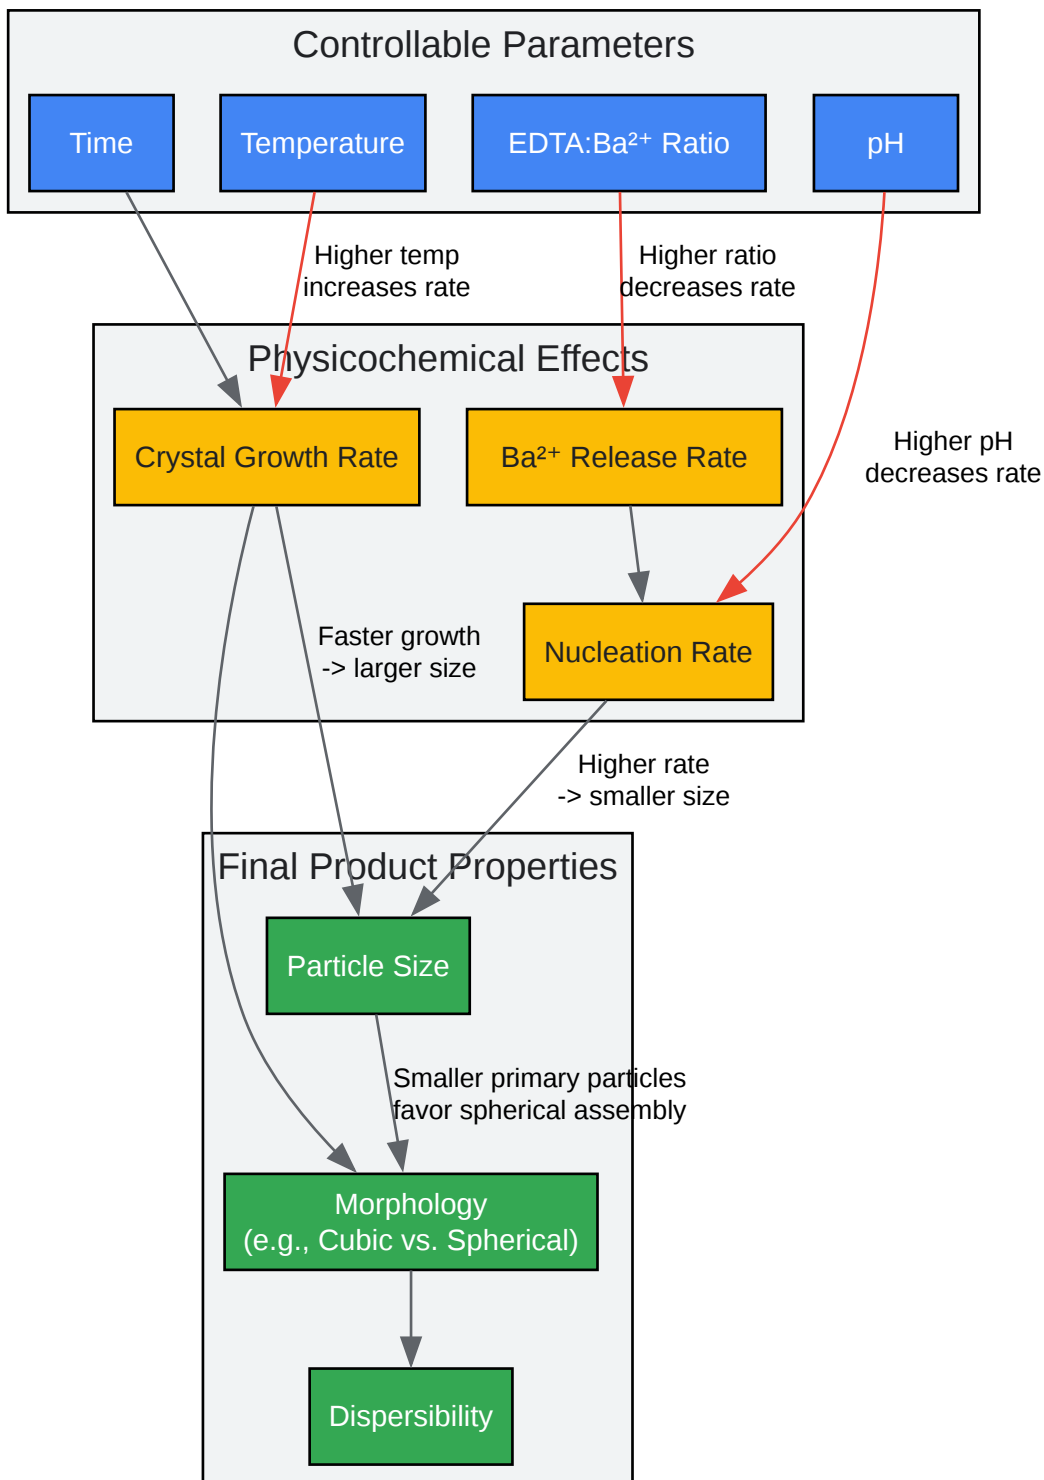 Controllable Parameters
Time
Temperature
EDTA:Ba²⁺ Ratio
pH
Higher temp
increases rate
Higher ratio
decreases rate
Physicochemical Effects
Crystal Growth Rate
Ba²⁺ Release Rate
Higher pH
decreases rate
Faster growth
-> larger size
Nucleation Rate
Higher rate
-> smaller size
Final Product Properties
Particle Size
Smaller primary particles
favor spherical assembly
Morphology
(e.g., Cubic vs. Spherical)
Dispersibility